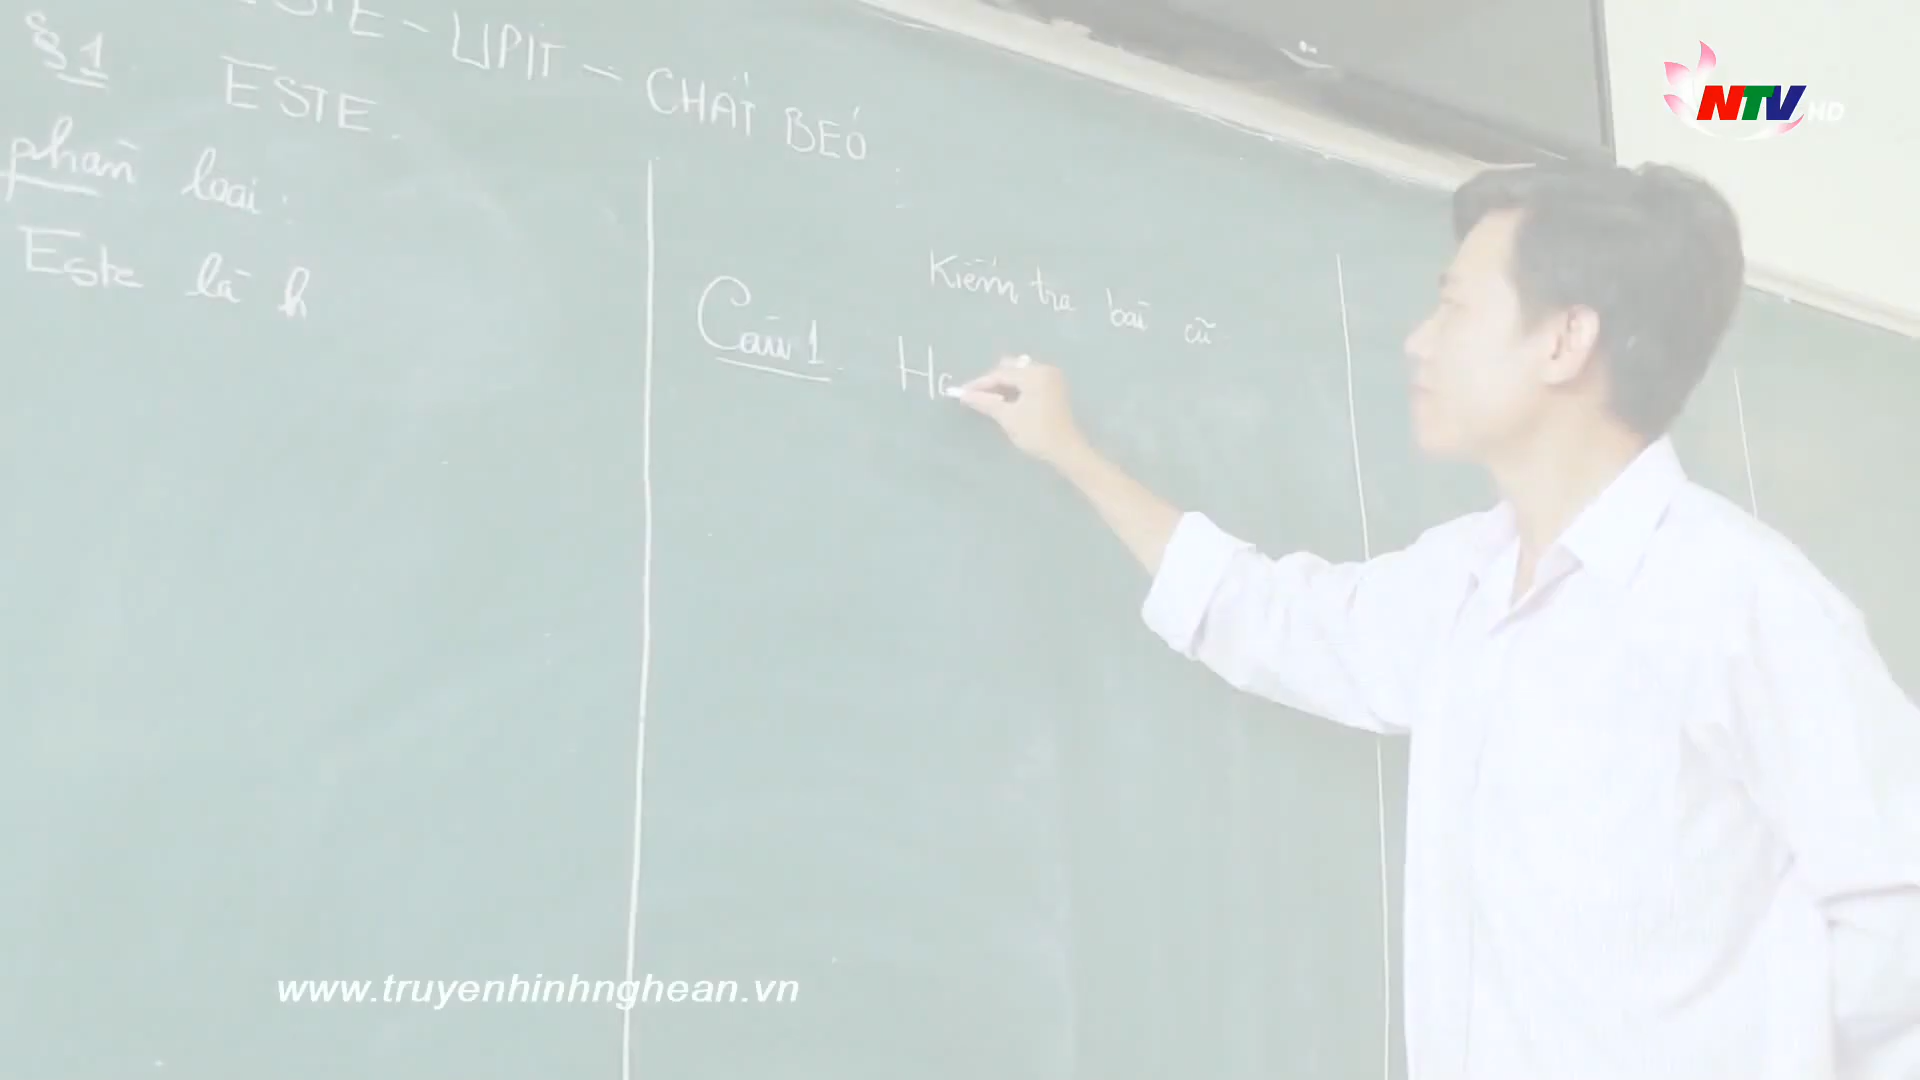 ESTE - LIPIT - CHẤT BÉO
§1 ESTE.
phân loại:
Este là h
Kiểm tra bài cũ
Câu 1. Ha
NTV HD
www.truyenhinhnghean.vn